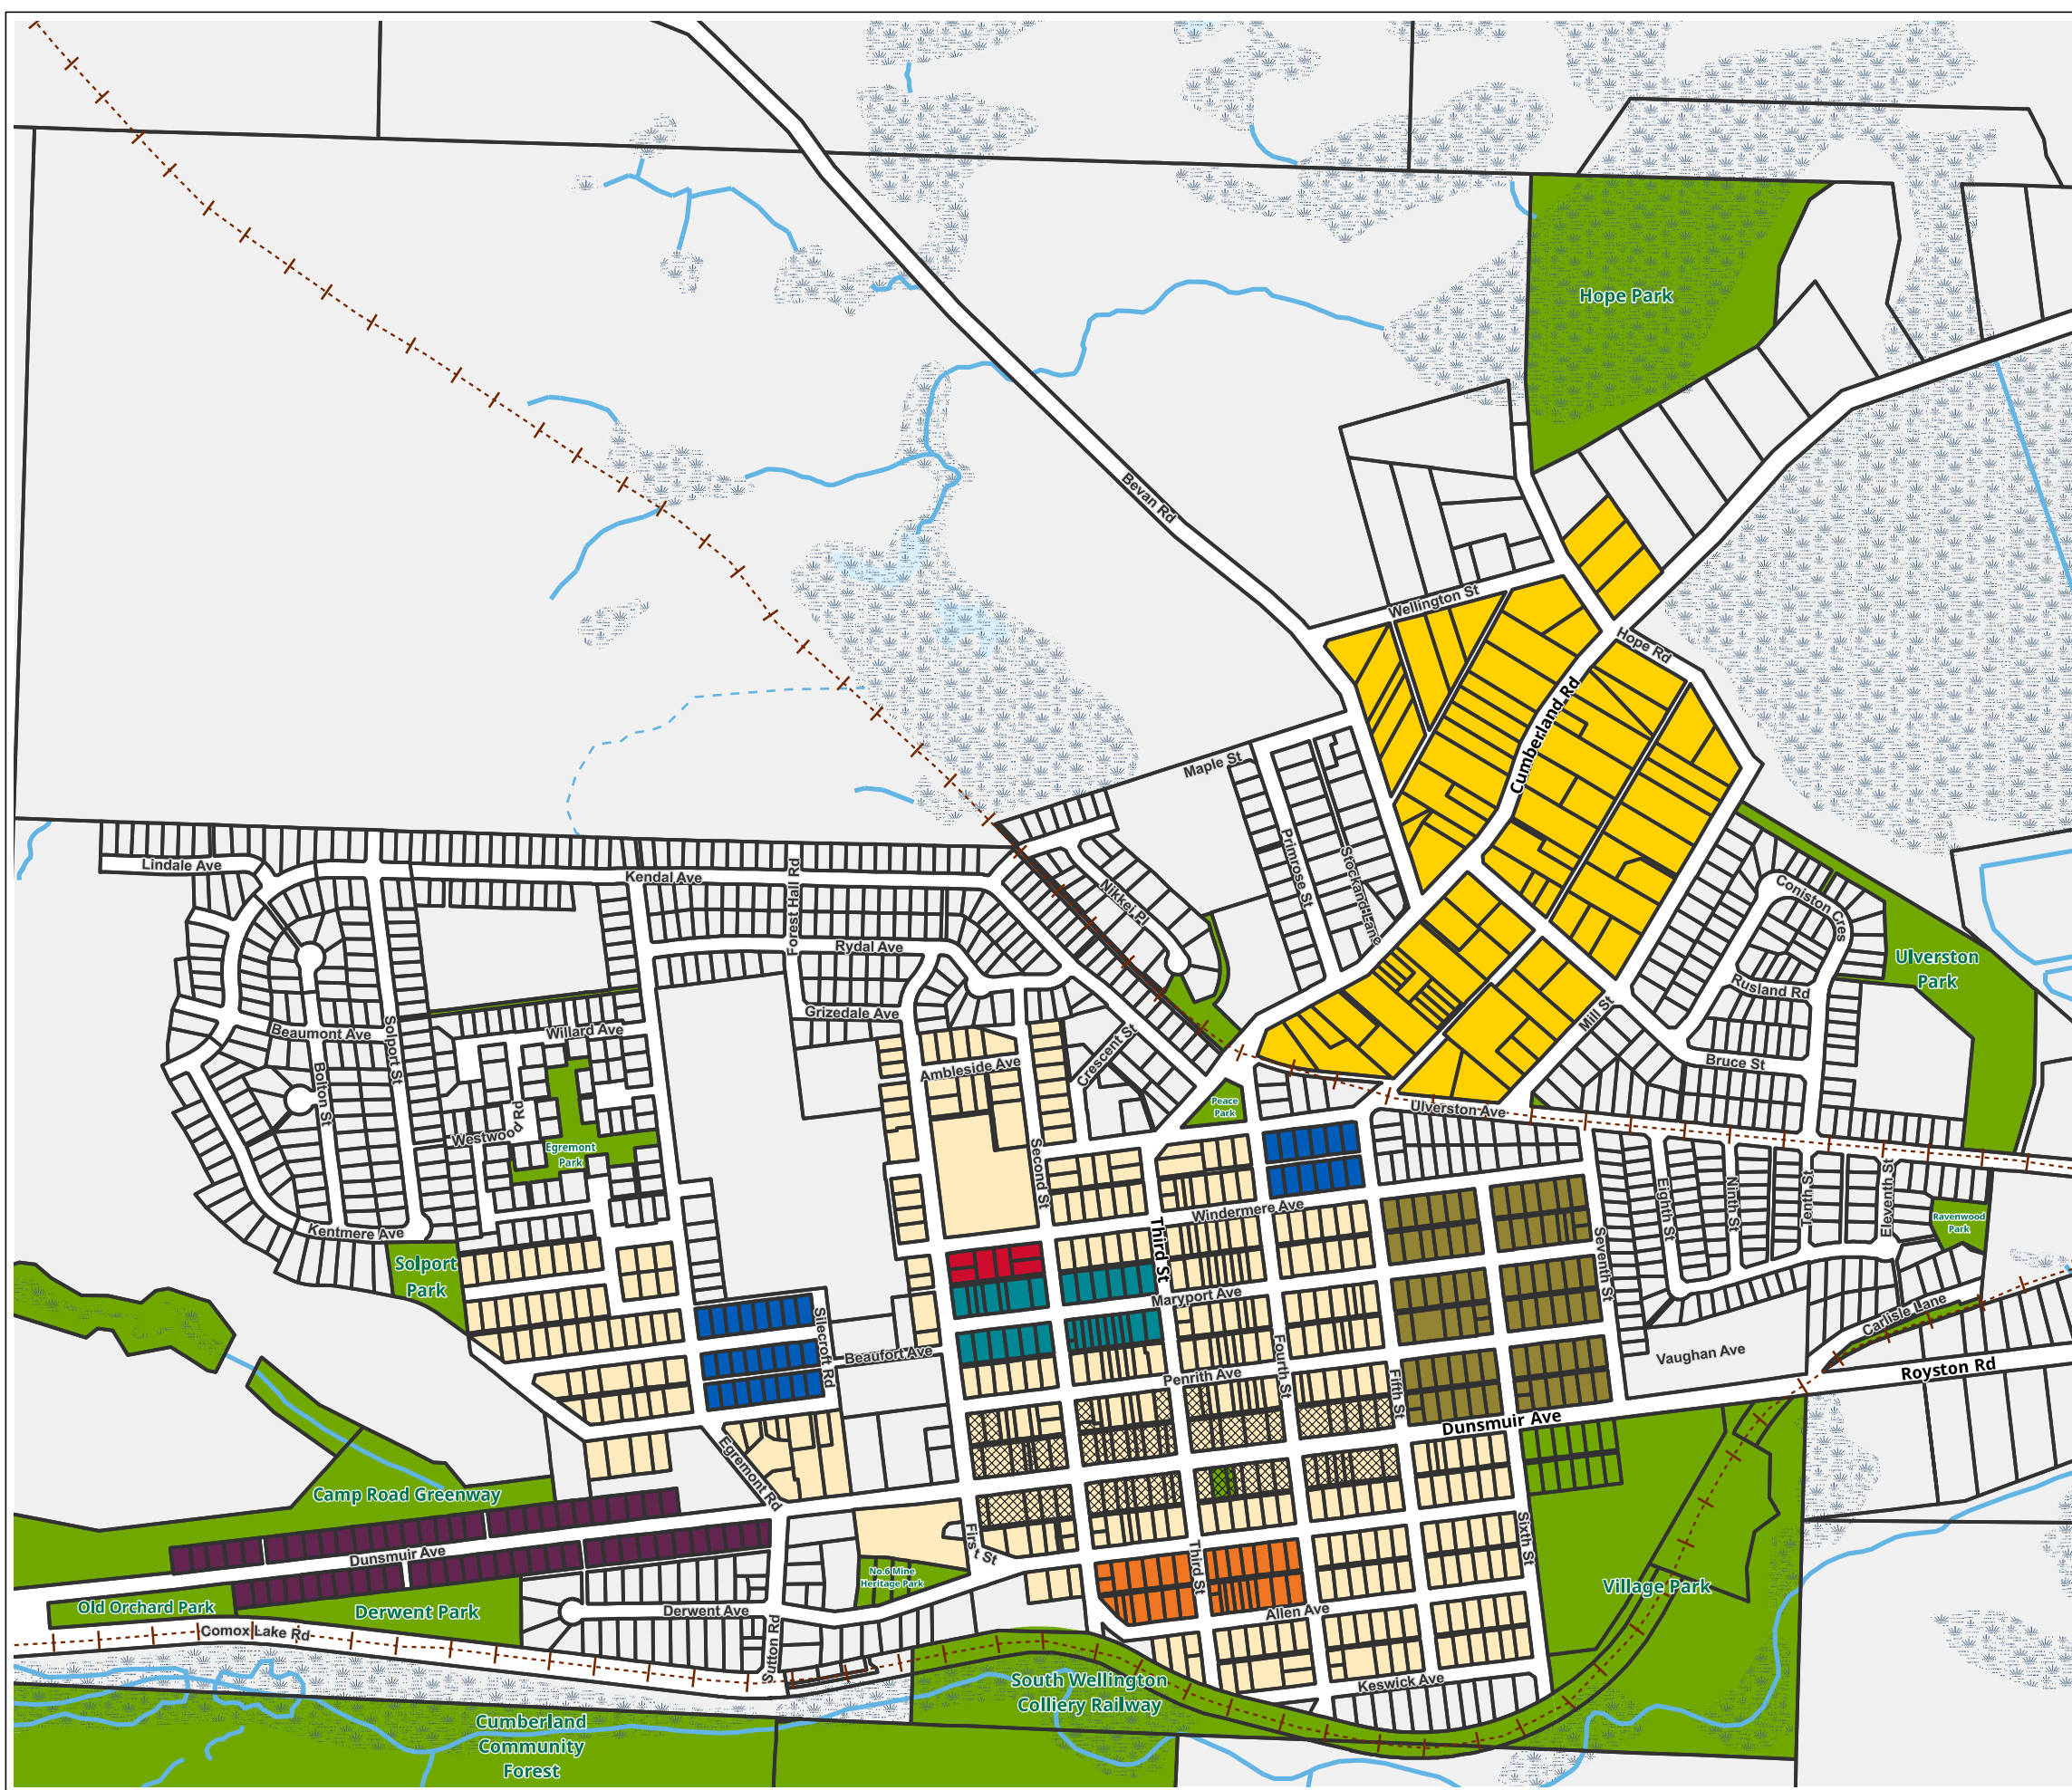 Hope Park
Bevan Rd
Wellington St
Hope Rd
Cumberland Rd
Maple St
Primrose St
Stockand Lane
Lindale Ave
Kendal Ave
Forest Hall Rd
Nikkei Pl
Coniston Cres
Rydal Ave
Ulverston
Park
Rusland Rd
Grizedale Ave
Mill St
Beaumont Ave
Solport St
Willard Ave
Crescent St
Bruce St
Ambleside Ave
Bolton St
Peace
Park
Ulverston Ave
Westwood Rd
Egremont
Park
Second St
Eighth St
Ninth St
Tenth St
Eleventh St
Windermere Ave
Ravenwood
Park
Kentmere Ave
Third St
Seventh St
Solport
Park
Maryport Ave
Silecroft Rd
Beaufort Ave
Carlisle Lane
Vaughan Ave
Fourth St
Penrith Ave
Fifth St
Royston Rd
Dunsmuir Ave
Egremont Rd
Camp Road Greenway
Dunsmuir Ave
First St
Third St
Sixth St
No.6 Mine
Heritage Park
Village Park
Old Orchard Park
Derwent Park
Derwent Ave
Allen Ave
Comox Lake Rd
Sutton Rd
South Wellington
Colliery Railway
Keswick Ave
Cumberland
Community
Forest